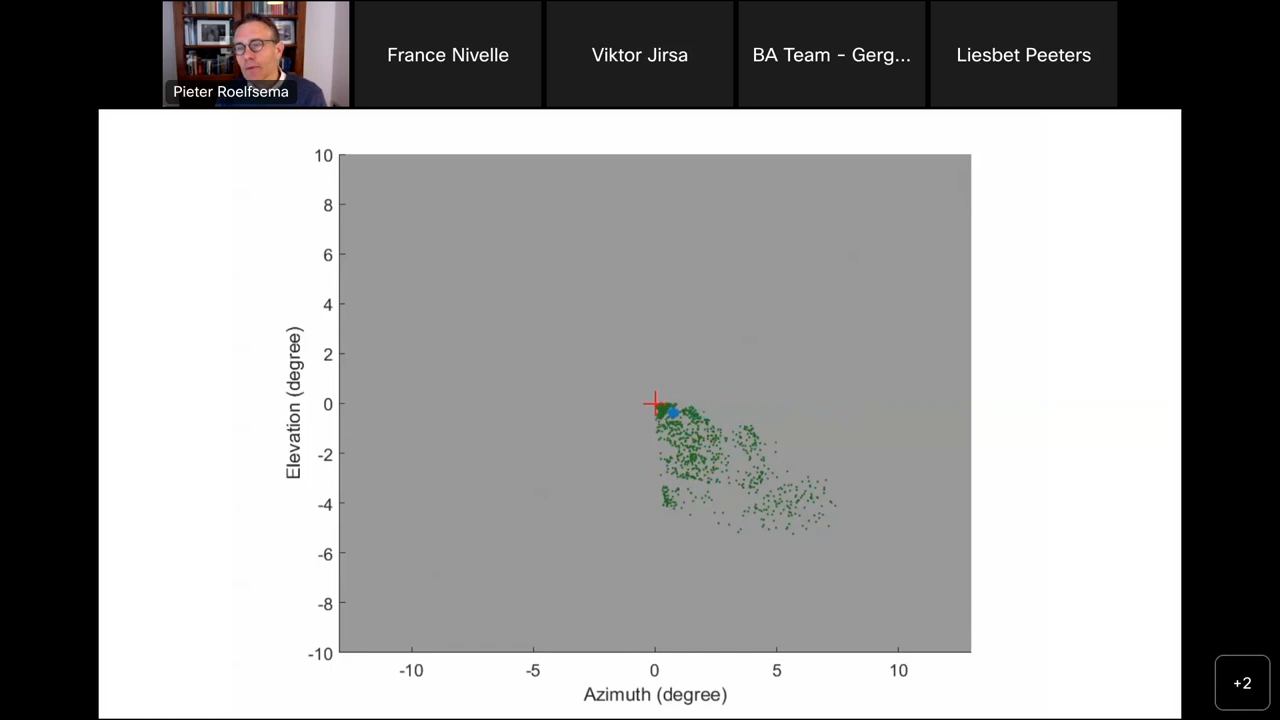 Pieter Roelfsema
France Nivelle
Viktor Jirsa
BA Team - Gerg...
Liesbet Peeters
10
8
6
4
2
0
-2
-4
-6
-8
-10
Elevation (degree)
-10
-5
0
5
10
Azimuth (degree)
+2